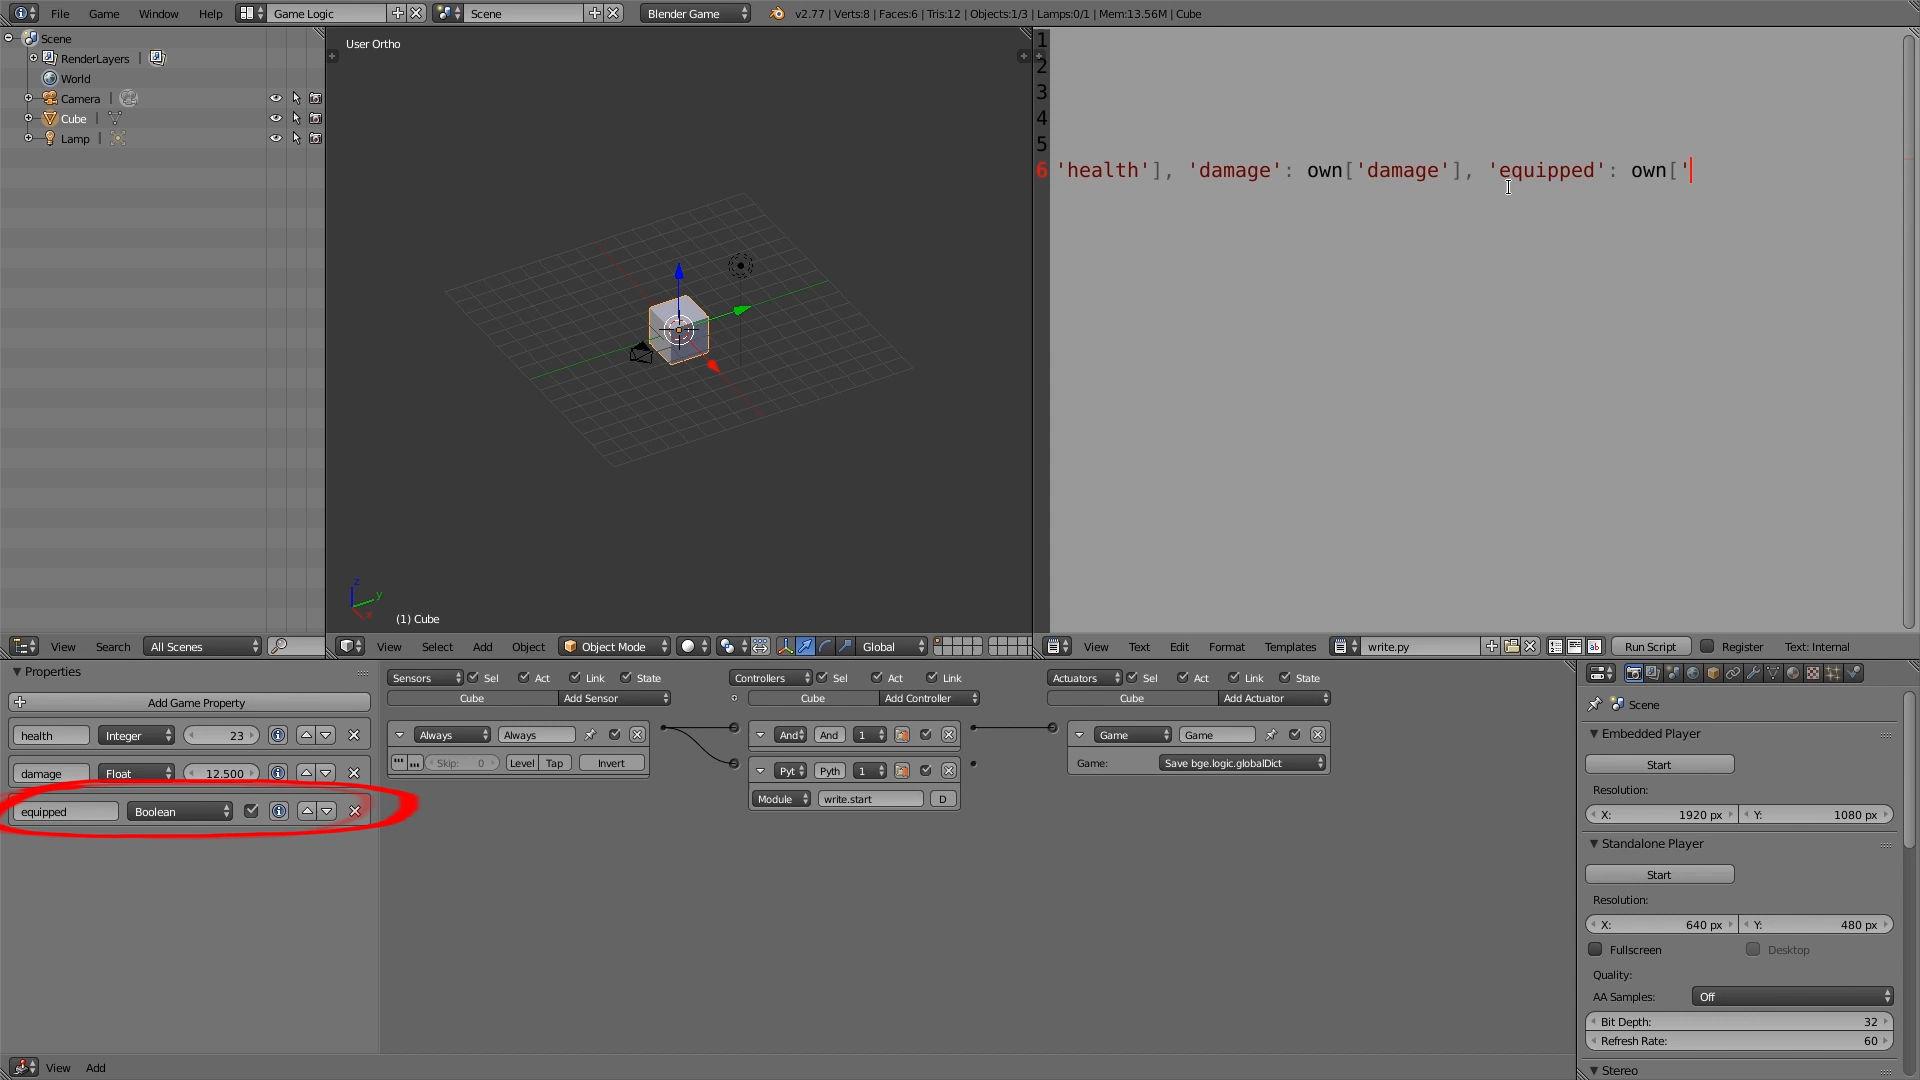 File Game Window Help Game Logic Scene Blender Game v2.77 | Verts:8 | Faces:6 | Tris:12 | Objects:1/3 | Lamps:0/1 | Mem:13.56M | Cube
Scene
RenderLayers |
World
Camera |
Cube |
Lamp |
View Search All Scenes
User Ortho
z
y
x
(1) Cube
View Select Add Object Object Mode Global
1
2
3
4
5
6 'health'], 'damage': own['damage'], 'equipped': own['
View Text Edit Format Templates write.py Run Script Register Text: Internal
Properties
Add Game Property
health Integer 23
damage Float 12.500
equipped Boolean
Sensors Sel Act Link State
Cube Add Sensor
Always Always
Skip: 0 Level Tap Invert
Controllers Sel Act Link
Cube Add Controller
And And 1
Pyt Pyth 1
Module write.start D
Actuators Sel Act Link State
Cube Add Actuator
Game Game
Game: Save bge.logic.globalDict
View Add
Scene
Embedded Player
Start
Resolution:
X: 1920 px Y: 1080 px
Standalone Player
Start
Resolution:
X: 640 px Y: 480 px
Fullscreen Desktop
Quality:
AA Samples: Off
Bit Depth: 32
Refresh Rate: 60
Stereo